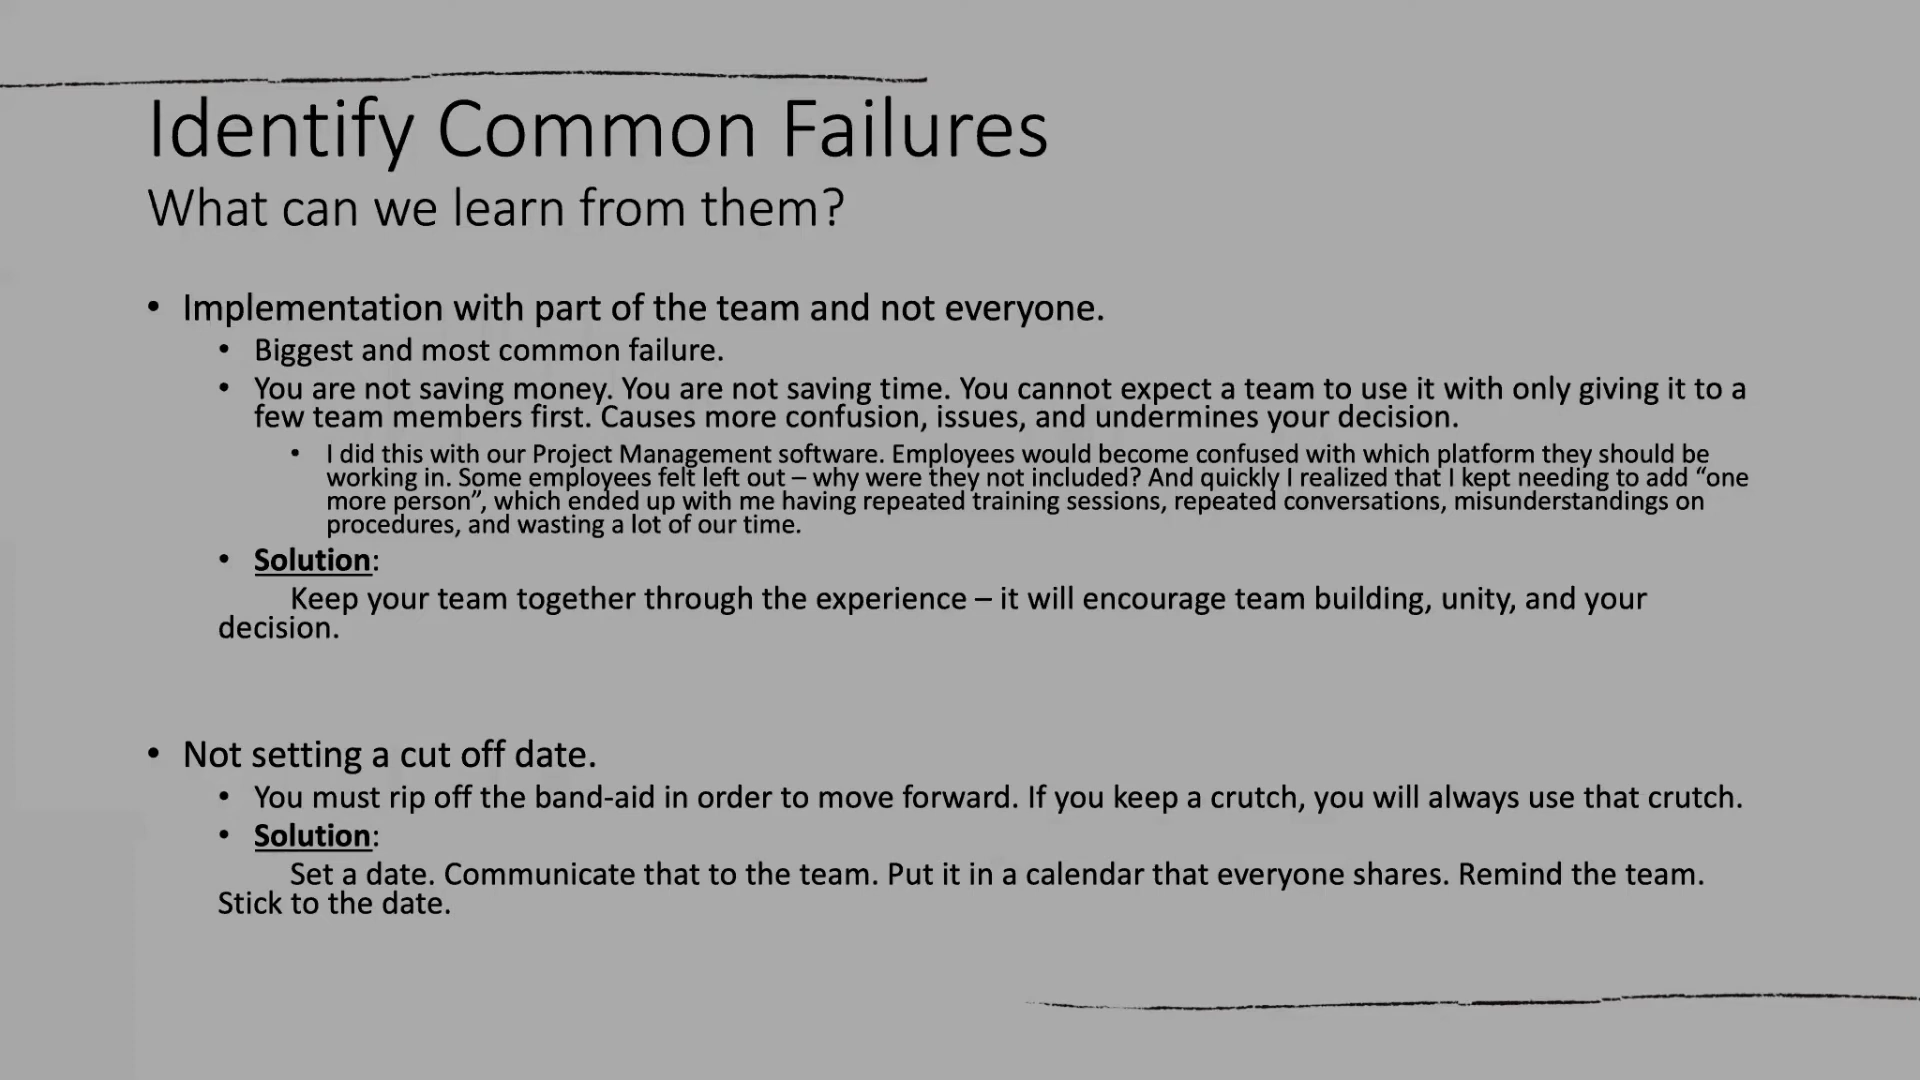 Identify Common Failures
What can we learn from them?
• Implementation with part of the team and not everyone.
• Biggest and most common failure.
• You are not saving money. You are not saving time. You cannot expect a team to use it with only giving it to a
few team members first. Causes more confusion, issues, and undermines your decision.
• I did this with our Project Management software. Employees would become confused with which platform they should be
working in. Some employees felt left out – why were they not included? And quickly I realized that I kept needing to add “one
more person”, which ended up with me having repeated training sessions, repeated conversations, misunderstandings on
procedures, and wasting a lot of our time.
• Solution:
Keep your team together through the experience – it will encourage team building, unity, and your
decision.
• Not setting a cut off date.
• You must rip off the band-aid in order to move forward. If you keep a crutch, you will always use that crutch.
• Solution:
Set a date. Communicate that to the team. Put it in a calendar that everyone shares. Remind the team.
Stick to the date.